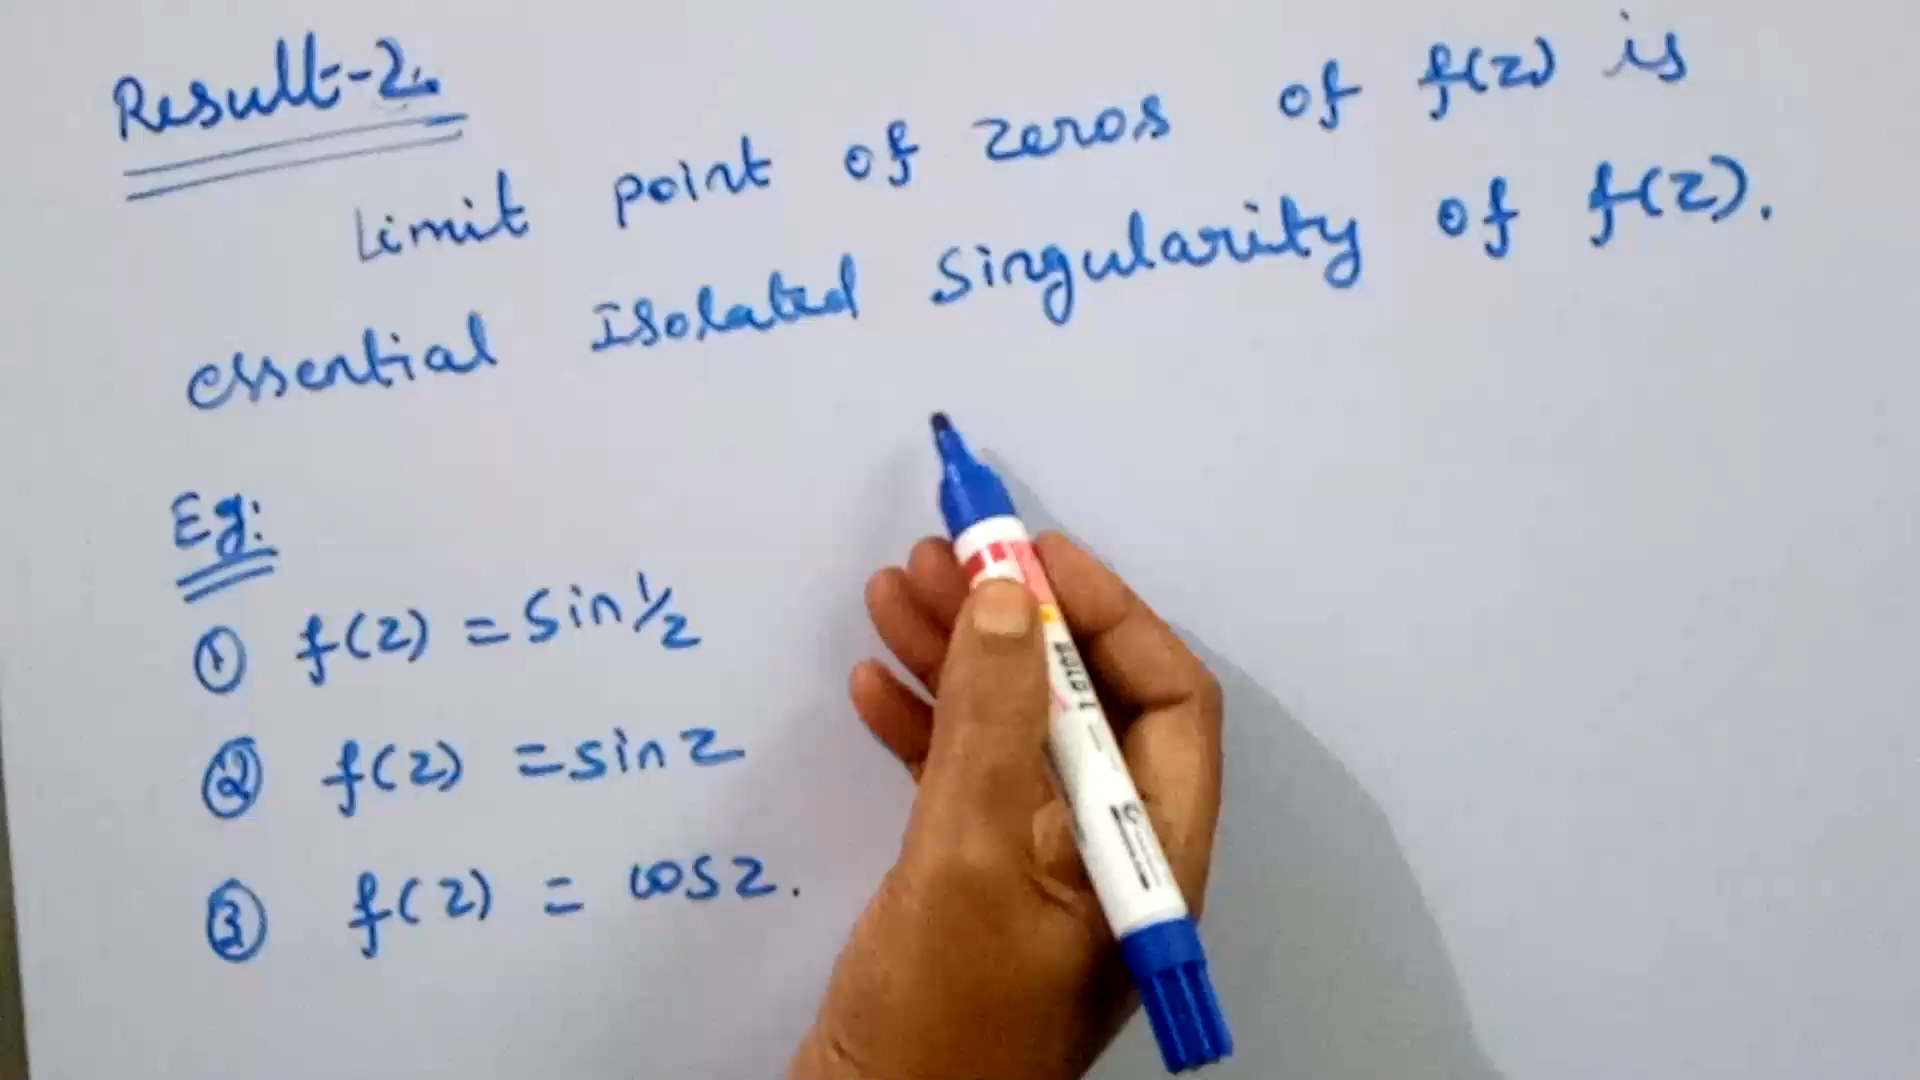 Result-2.
Limit point of zeros of f(z) is
essential Isolated Singularity of f(z).
Eg:
① f(z) = Sin 1/z
② f(z) = sin z
③ f(z) = cos z.